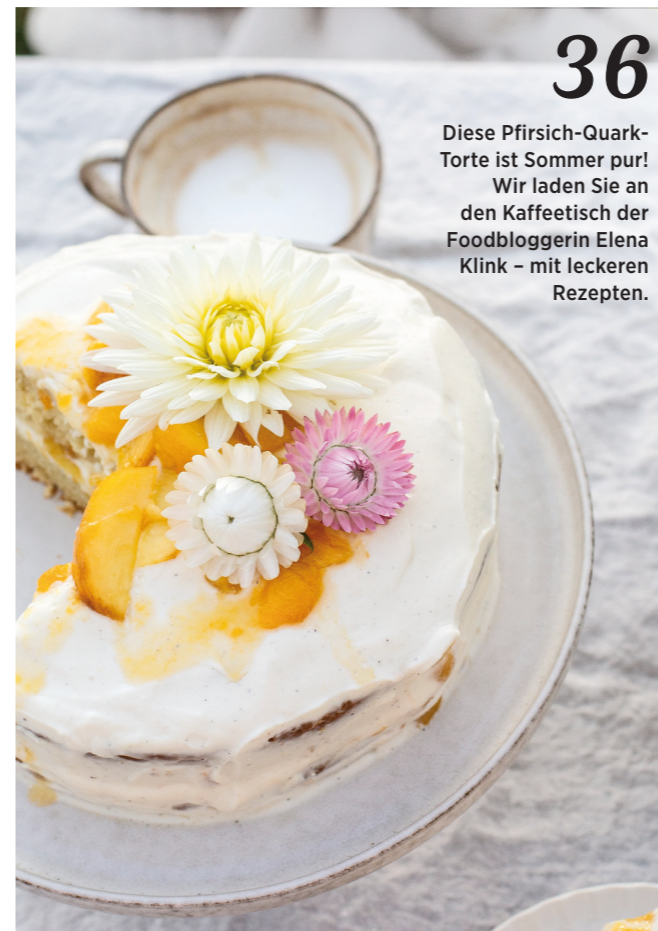 36
Diese Pfirsich-Quark-
Torte ist Sommer pur!
Wir laden Sie an
den Kaffeetisch der
Foodbloggerin Elena
Klink – mit leckeren
Rezepten.